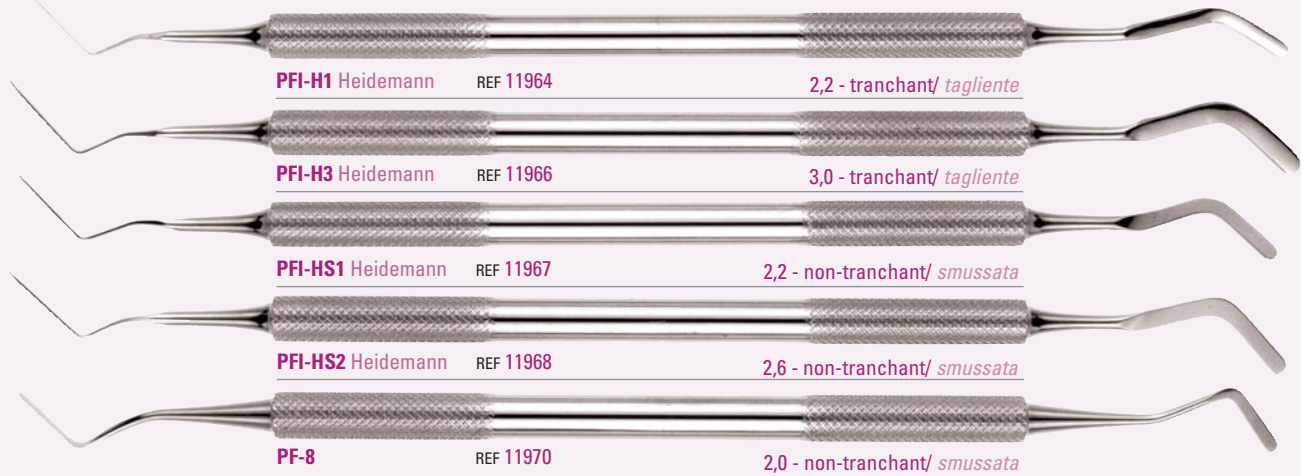 PFI-H1 Heidemann REF 11964 2,2 - tranchant/ tagliente
PFI-H3 Heidemann REF 11966 3,0 - tranchant/ tagliente
PFI-HS1 Heidemann REF 11967 2,2 - non-tranchant/ smussata
PFI-HS2 Heidemann REF 11968 2,6 - non-tranchant/ smussata
PF-8 REF 11970 2,0 - non-tranchant/ smussata